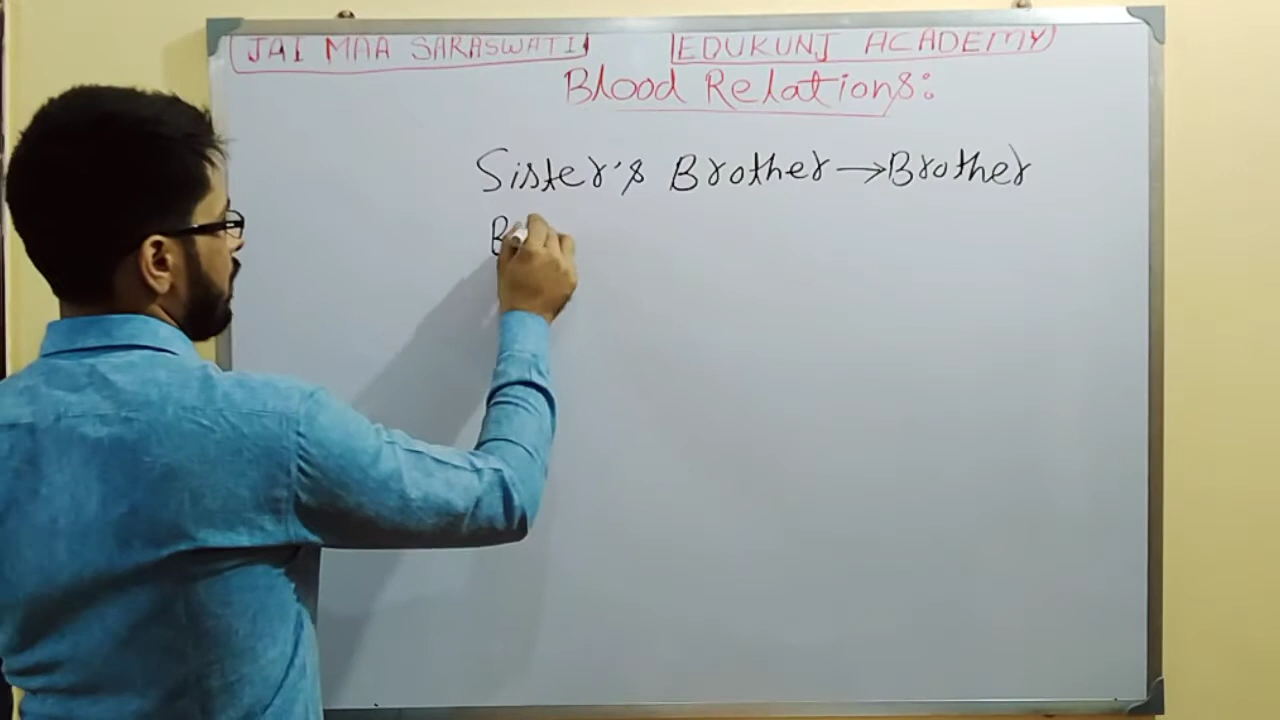 JAI MAA SARASWATI EDUKUNJ ACADEMY
Blood Relations:
Sister's Brother → Brother
B